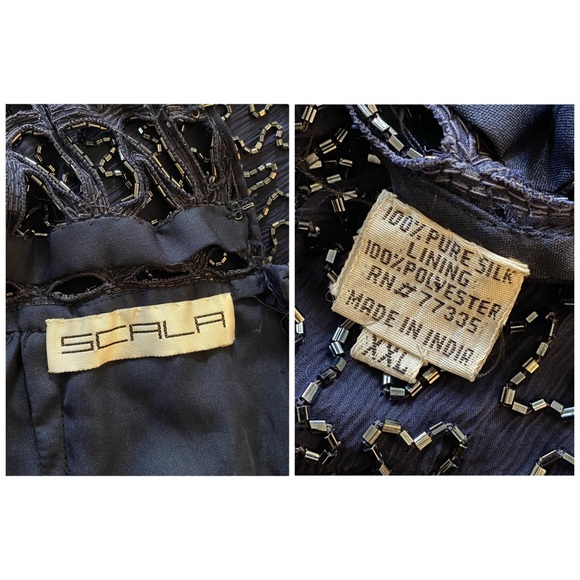 SCALA
100% PURE SILK
LINING
100% POLYESTER
RN# 77335
MADE IN INDIA
XXL